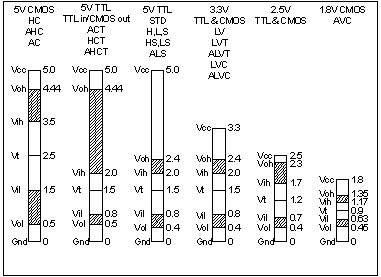 5V CMOS
HC
AHC
AC
5V TTL
TTL in/CMOS out
ACT
HCT
AHCT
5V TTL
STD
H,L,S
HS,LS
ALS
3.3V
TTL & CMOS
LV
LVT
ALVT
LVC
ALVC
2.5V
TTL & CMOS
1.8V CMOS
AVC
Vcc 5.0
Voh 4.44
Vih 3.5
Vt 2.5
Vil 1.5
Vol 0.5
Gnd 0
Vcc 5.0
Voh 4.44
Vih 2.0
Vt 1.5
Vil 0.8
Vol 0.5
Gnd 0
Vcc 5.0
Voh 2.4
Vih 2.0
Vt 1.5
Vil 0.8
Vol 0.4
Gnd 0
Vcc 3.3
Voh 2.4
Vih 2.0
Vt 1.5
Vil 0.8
Vol 0.4
Gnd 0
Vcc 2.5
Voh 2.3
Vih 1.7
Vt 1.2
Vil 0.7
Vol 0.4
Gnd 0
Vcc 1.8
Voh 1.35
Vih 1.17
Vt 0.9
Vil 0.63
Vol 0.45
Gnd 0